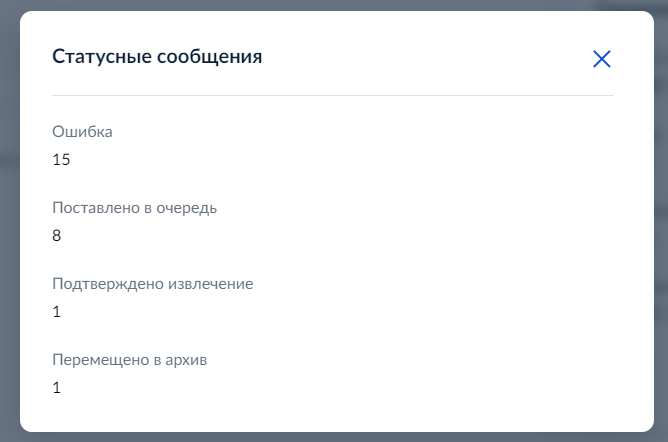 Статусные сообщения
Ошибка
15
Поставлено в очередь
8
Подтверждено извлечение
1
Перемещено в архив
1